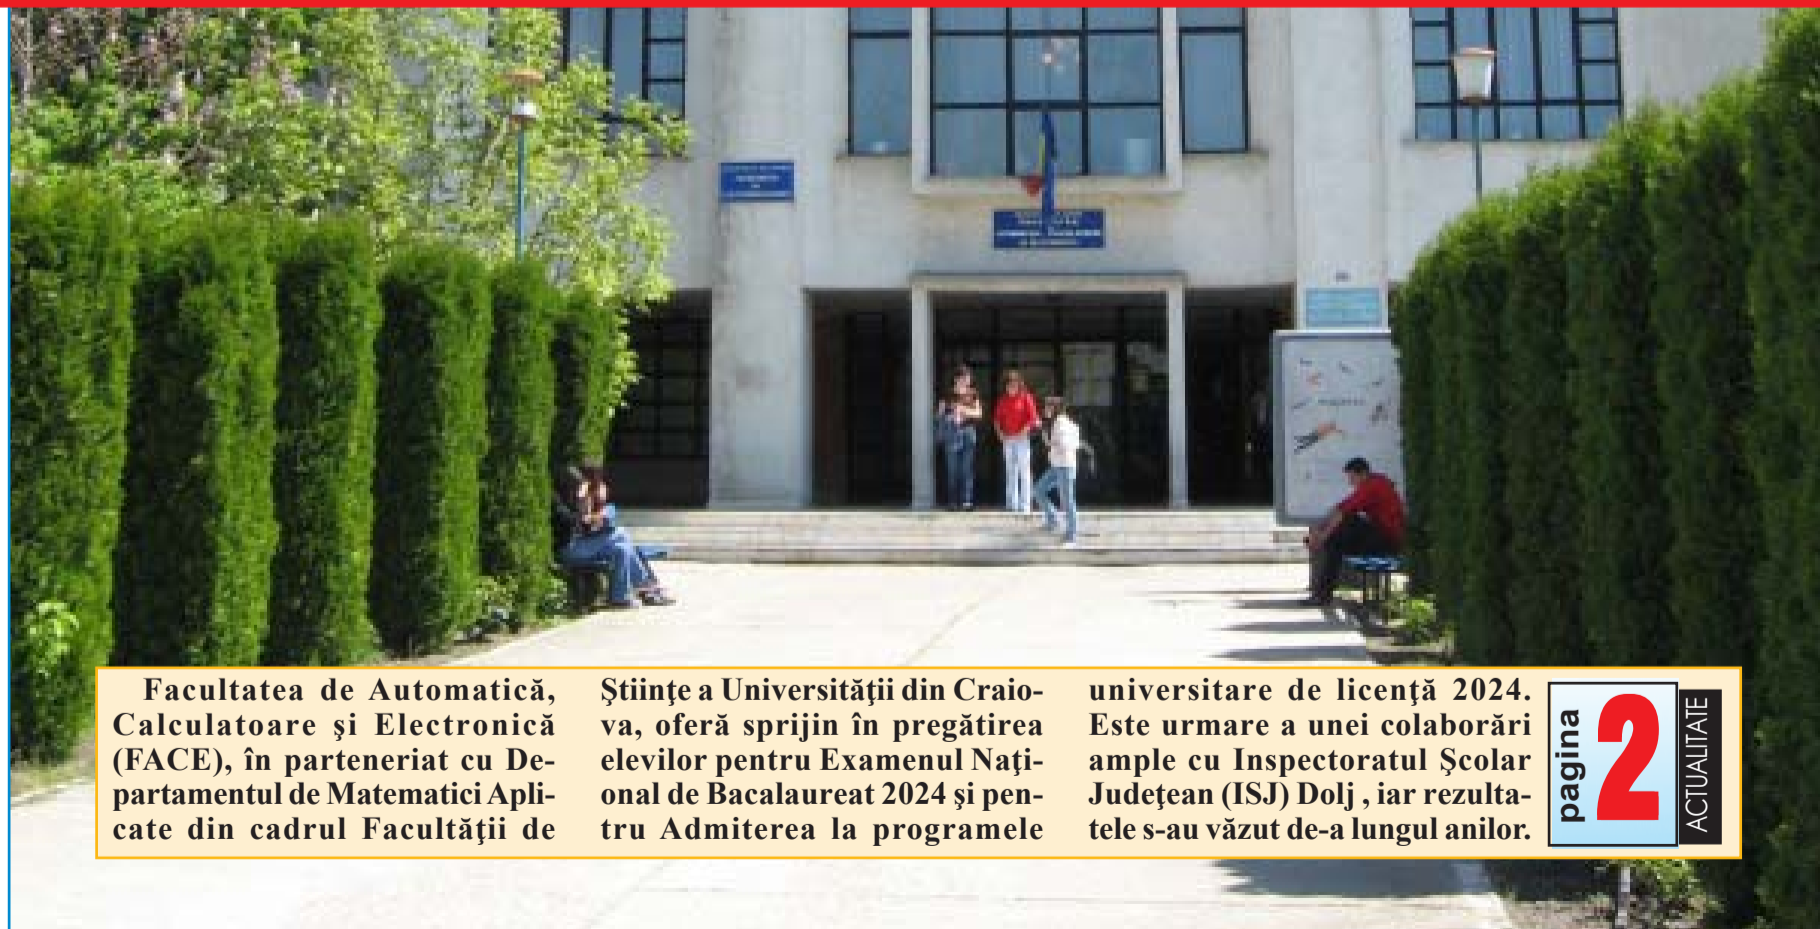 Facultatea de Automatică,
Calculatoare şi Electronică
(FACE), în parteneriat cu De-
partamentul de Matematici Apli-
cate din cadrul Facultăţii de
Ştiinţe a Universităţii din Craio-
va, oferă sprijin în pregătirea
elevilor pentru Examenul Naţi-
onal de Bacalaureat 2024 şi pen-
tru Admiterea la programele
universitare de licenţă 2024.
Este urmare a unei colaborări
ample cu Inspectoratul Şcolar
Judeţean (ISJ) Dolj , iar rezulta-
tele s-au văzut de-a lungul anilor.
pagina
2
ACTUALITATE